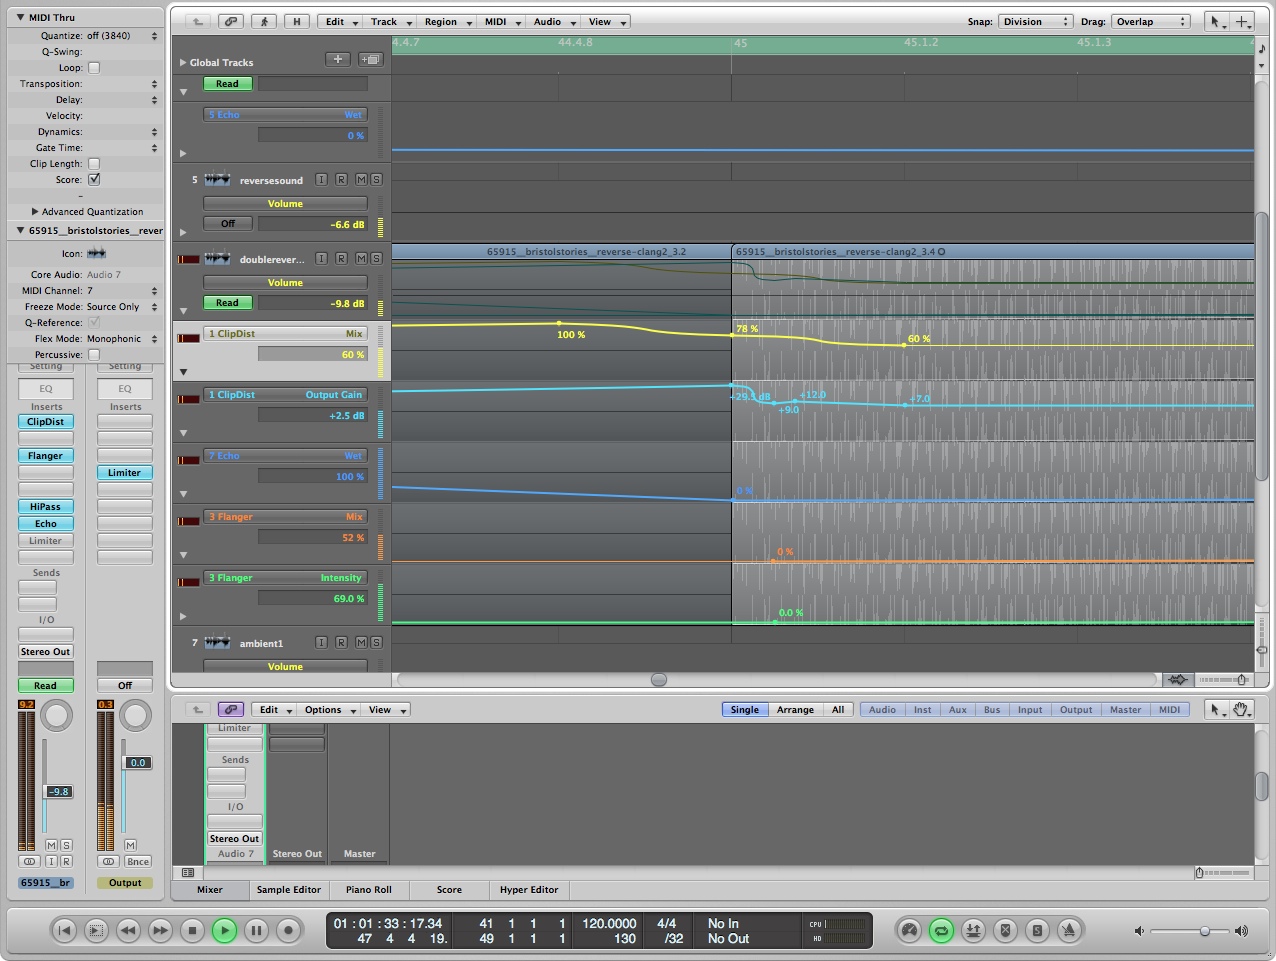 MIDI Thru
Quantize: off (3840)
Q-Swing:
Loop:
Transposition:
Delay:
Velocity:
Dynamics:
Gate Time:
Clip Length:
Score:
Advanced Quantization
65915__bristolstories__rever
Icon:
Core Audio: Audio 7
MIDI Channel: 7
Freeze Mode: Source Only
Q-Reference:
Flex Mode: Monophonic
Percussive:
Setting Setting
EQ EQ
Inserts Inserts
ClipDist
Flanger
Limiter
HiPass
Echo
Limiter
Sends
I/O
Stereo Out
Read Off
9.2 0.3
-9.8 0.0
M S M
I R Bnce
65915__br Output
H Edit Track Region MIDI Audio View Snap: Division Drag: Overlap
4.4.7 44.4.8 45 45.1.2 45.1.3
Global Tracks
Read
5 Echo Wet
0 %
5 reversesound I R M S
Volume
Off -6.6 dB
doublerever... I R M S
Volume
Read -9.8 dB
65915__bristolstories__reverse-clang2_3.2 65915__bristolstories__reverse-clang2_3.4
1 ClipDist Mix
60 %
100 % 78 % 60 %
1 ClipDist Output Gain
+2.5 dB
+29.5 dB +9.0 +12.0 +7.0
7 Echo Wet
100 %
0 %
3 Flanger Mix
52 %
0 %
3 Flanger Intensity
69.0 %
0.0 %
7 ambient1 I R M S
Volume
Edit Options View Single Arrange All Audio Inst Aux Bus Input Output Master MIDI
Limiter
Sends
I/O
Stereo Out
Audio 7 Stereo Out Master
Mixer Sample Editor Piano Roll Score Hyper Editor
01 : 01 : 33 : 17.34 41 1 1 1 120.0000 4/4 No In CPU
47 4 4 19. 49 1 1 1 130 /32 No Out HD